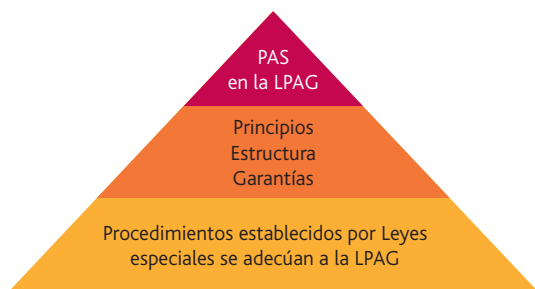 PAS
en la LPAG
Principios
Estructura
Garantías
Procedimientos establecidos por Leyes
especiales se adecúan a la LPAG